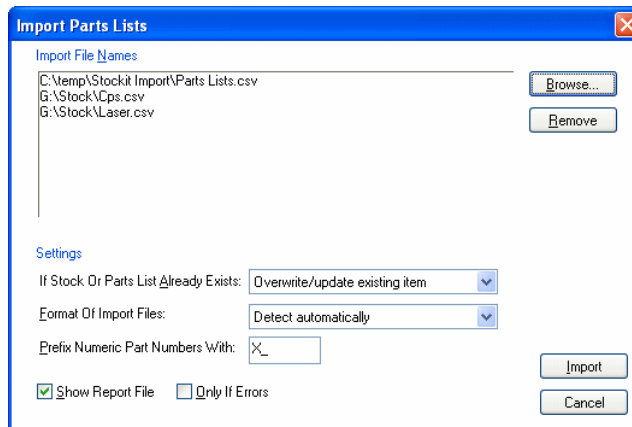 Import Parts Lists
Import File Names
C:\temp\Stockit Import\Parts Lists.csv
G:\Stock\Cps.csv
G:\Stock\Laser.csv
Browse...
Remove
Settings
If Stock Or Parts List Already Exists: Overwrite/update existing item
Format Of Import Files: Detect automatically
Prefix Numeric Part Numbers With: X_
Import
Show Report File Only If Errors
Cancel